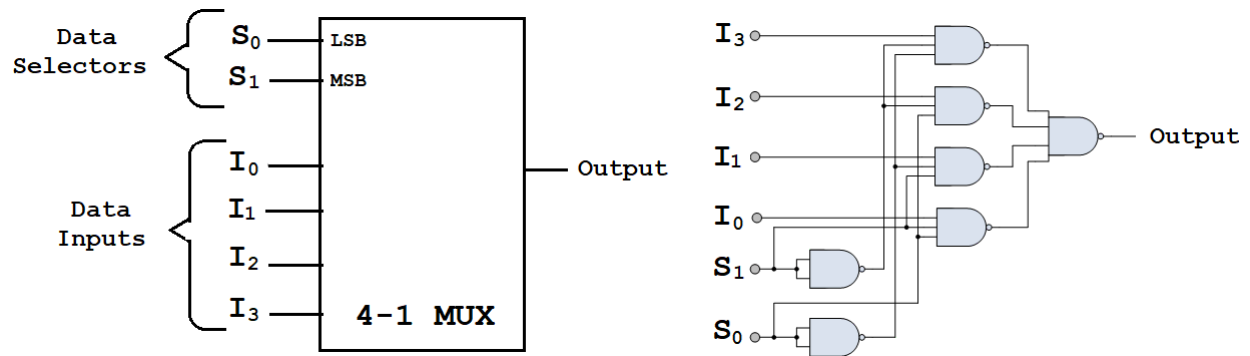 Data
Selectors
S₀
LSB
S₁
MSB
Data
Inputs
I₀
I₁
I₂
I₃
4-1 MUX
Output
I₃
I₂
I₁
I₀
S₁
S₀
Output